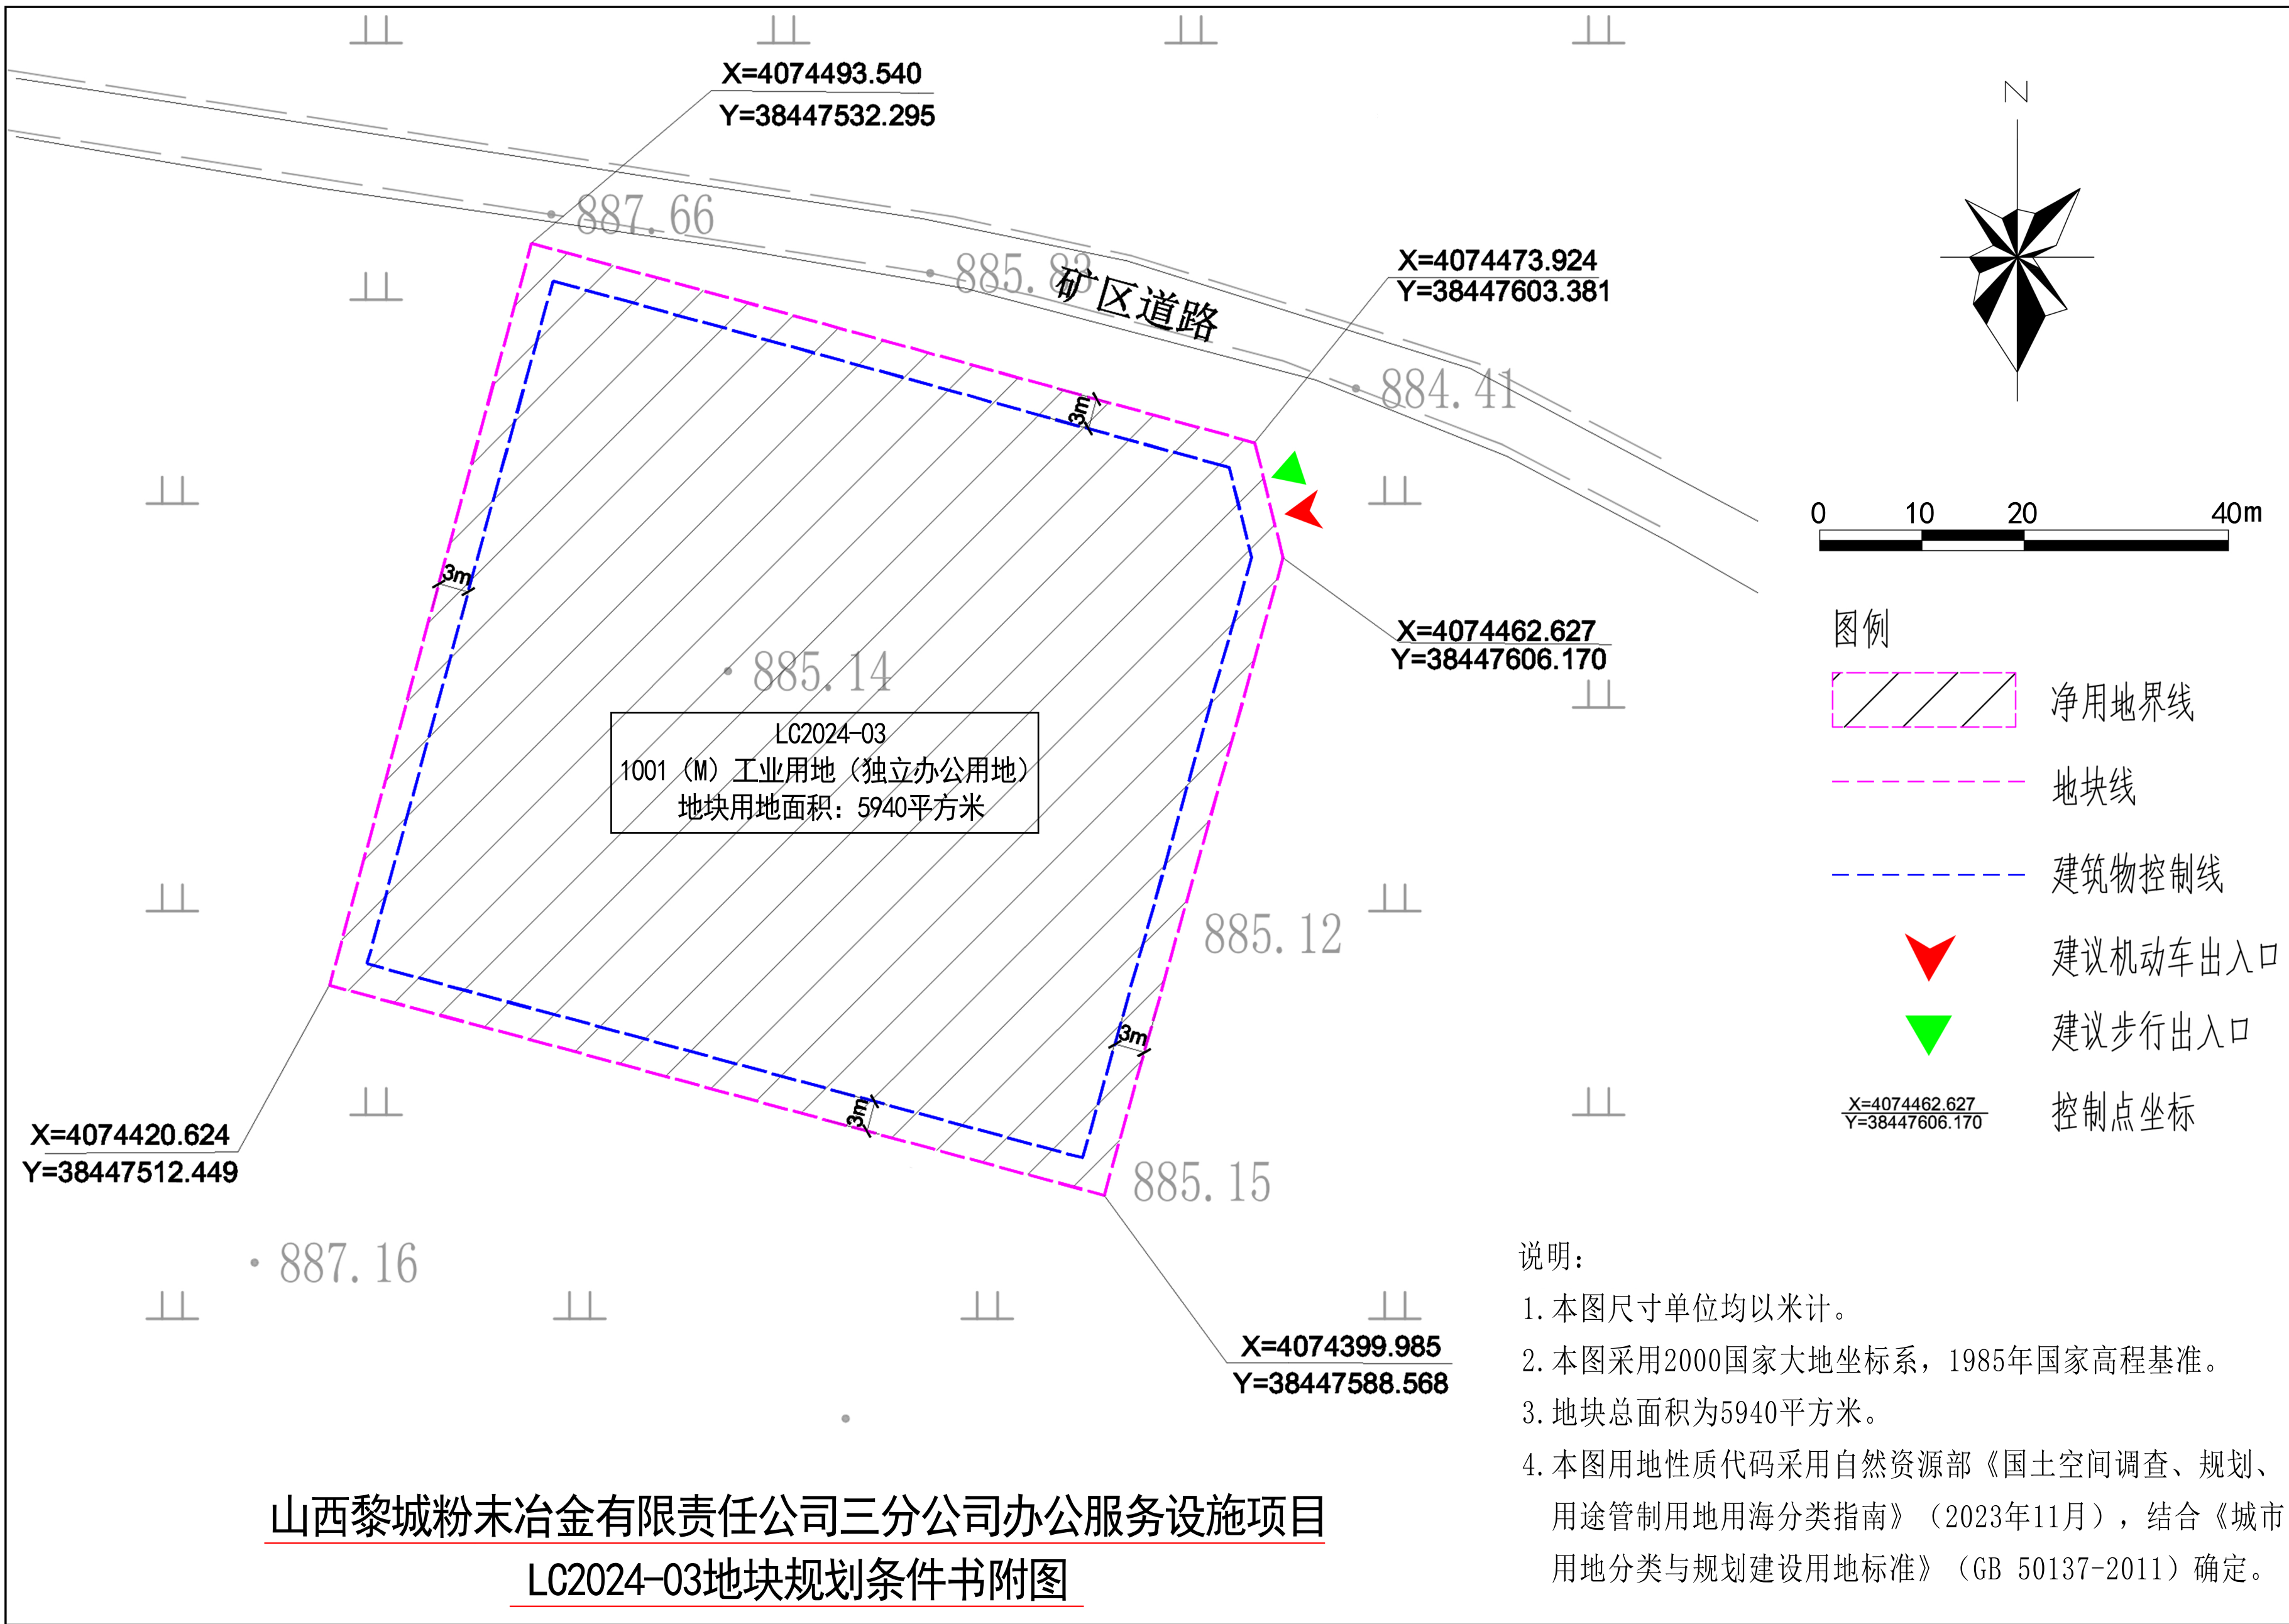 X=4074493.540
Y=38447532.295
N
887.66
885.83
矿区道路
X=4074473.924
Y=38447603.381
884.41
3m
0 10 20 40m
3m
图例
X=4074462.627
Y=38447606.170
885.14
净用地界线
LC2024-03
1001（M）工业用地（独立办公用地）
地块用地面积：5940平方米
地块线
建筑物控制线
885.12
建议机动车出入口
3m
建议步行出入口
3m
X=4074462.627
Y=38447606.170
控制点坐标
X=4074420.624
Y=38447512.449
885.15
887.16
X=4074399.985
Y=38447588.568
说明：
1.本图尺寸单位均以米计。
2.本图采用2000国家大地坐标系，1985年国家高程基准。
3.地块总面积为5940平方米。
4.本图用地性质代码采用自然资源部《国土空间调查、规划、
用途管制用地用海分类指南》（2023年11月），结合《城市
用地分类与规划建设用地标准》（GB 50137-2011）确定。
山西黎城粉末冶金有限责任公司三分公司办公服务设施项目
LC2024-03地块规划条件书附图